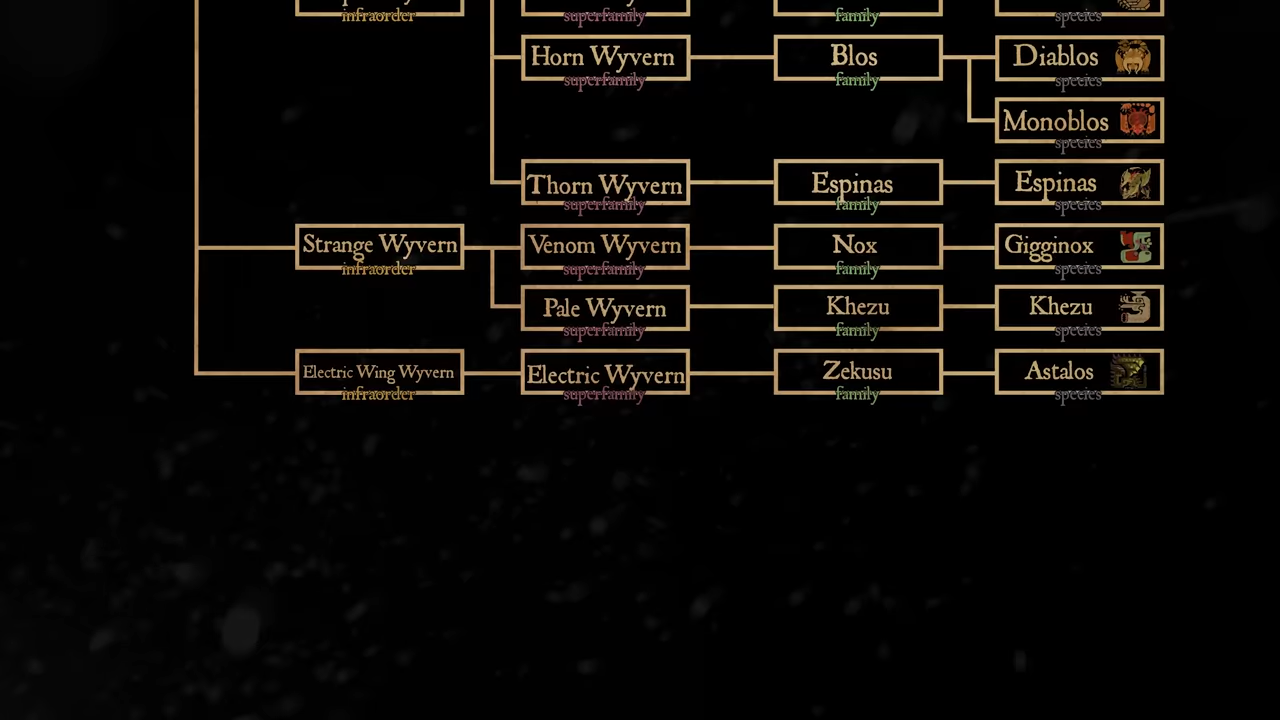 infraorder superfamily family species
Horn Wyvern Blos Diablos
superfamily family species
Monoblos
species
Thorn Wyvern Espinas Espinas
superfamily family species
Strange Wyvern Venom Wyvern Nox Gigginox
infraorder superfamily family species
Pale Wyvern Khezu Khezu
superfamily family species
Electric Wing Wyvern Electric Wyvern Zekusu Astalos
infraorder superfamily family species